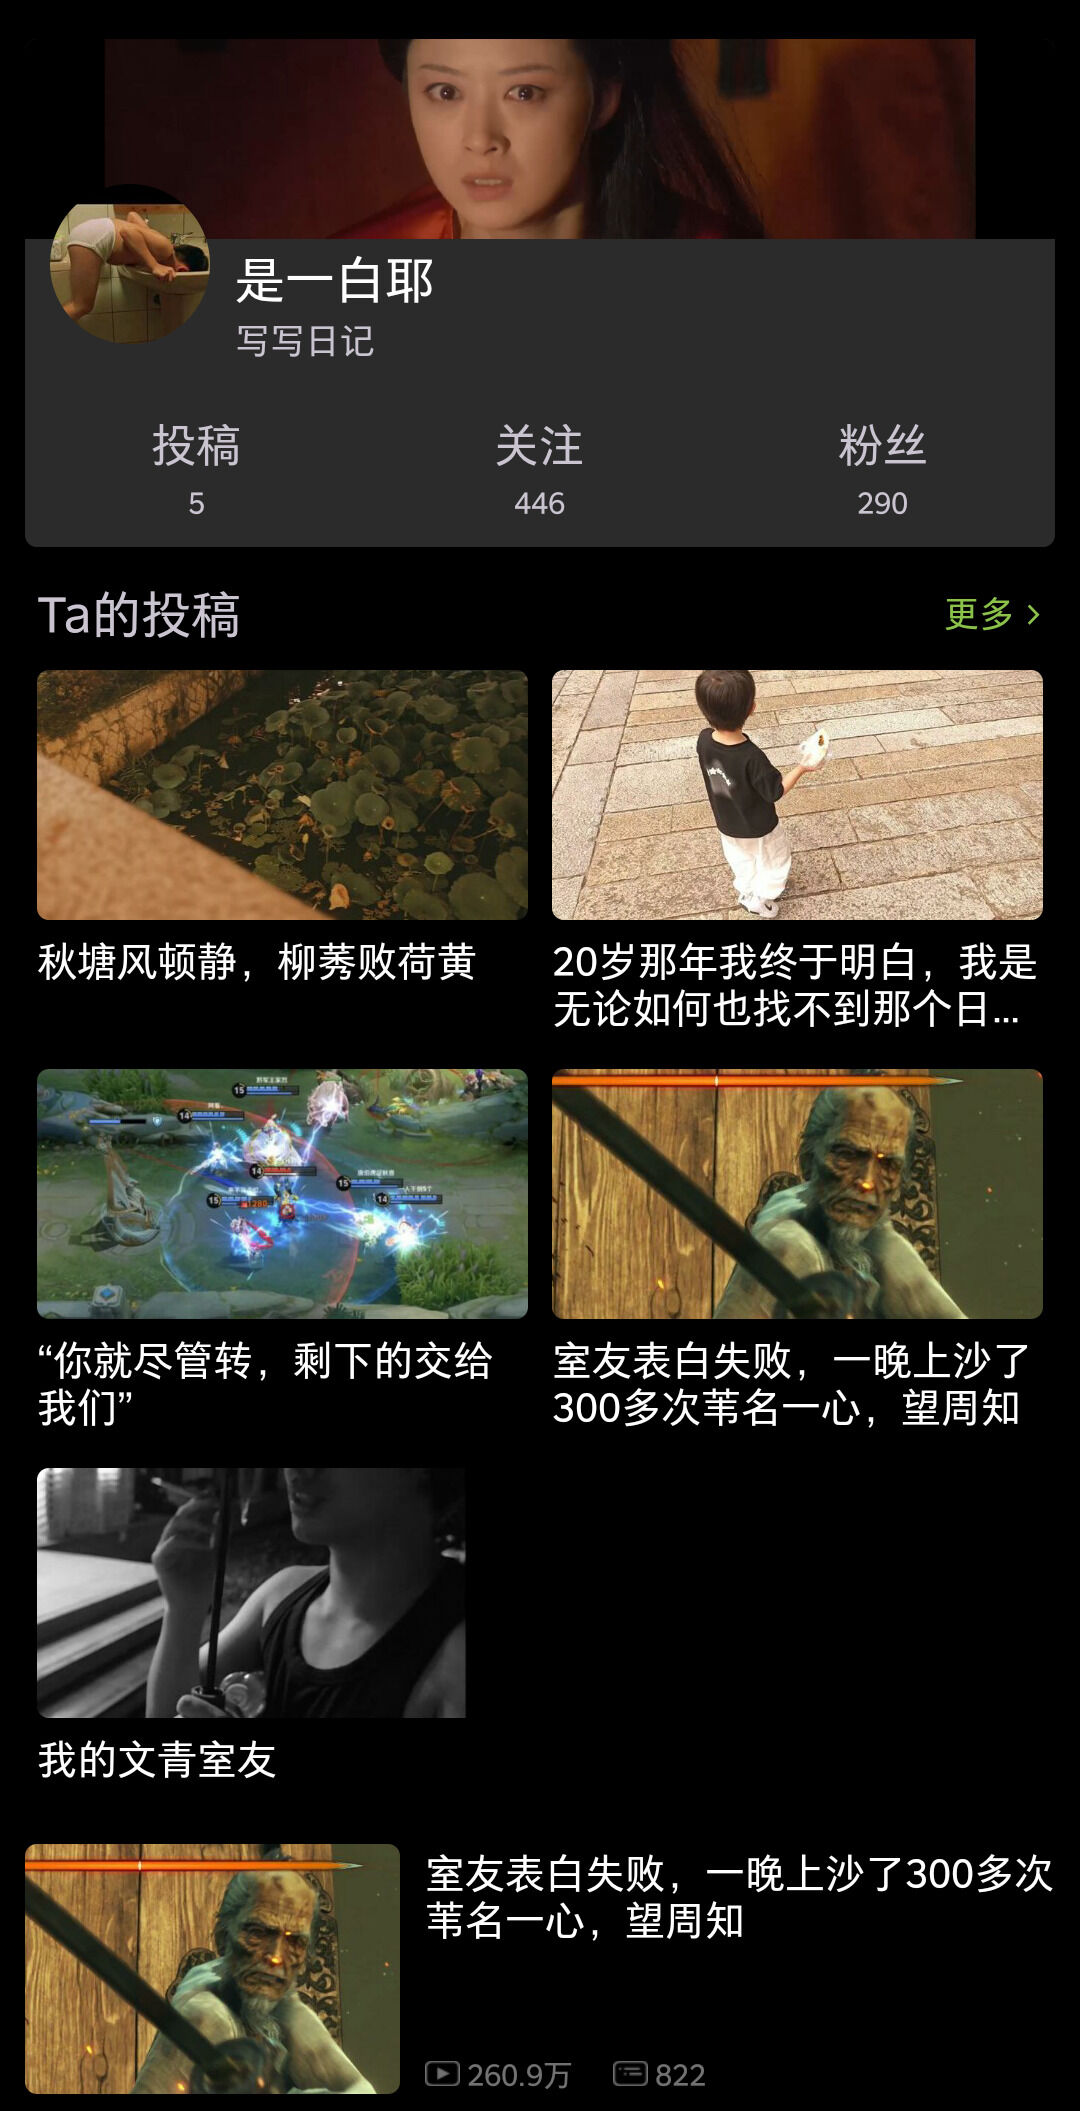 是一白耶
写写日记
投稿
关注
粉丝
5
446
290
Ta的投稿
更多
秋塘风顿静，柳莠败荷黄
20岁那年我终于明白，我是
无论如何也找不到那个日...
15
14
14
15
15
14
“你就尽管转，剩下的交给
我们”
室友表白失败，一晚上沙了
300多次苇名一心，望周知
我的文青室友
室友表白失败，一晚上沙了300多次
苇名一心，望周知
260.9万
822